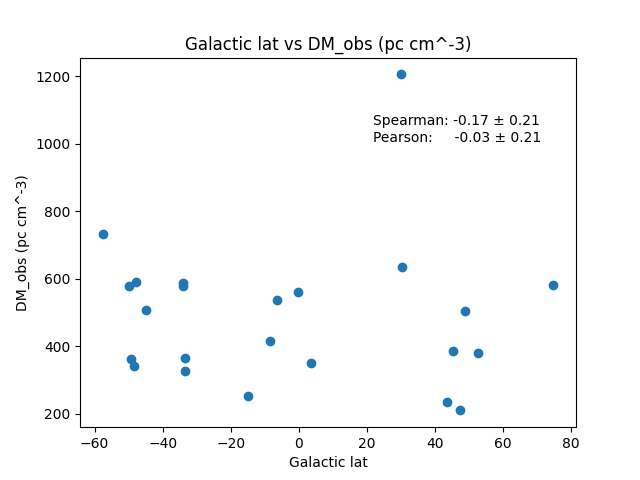 Galactic lat vs DM_obs (pc cm^-3)
1200
Spearman: -0.17 ± 0.21
Pearson: -0.03 ± 0.21
1000
800
DM_obs (pc cm^-3)
600
400
200
−60 −40 −20 0 20 40 60 80
Galactic lat